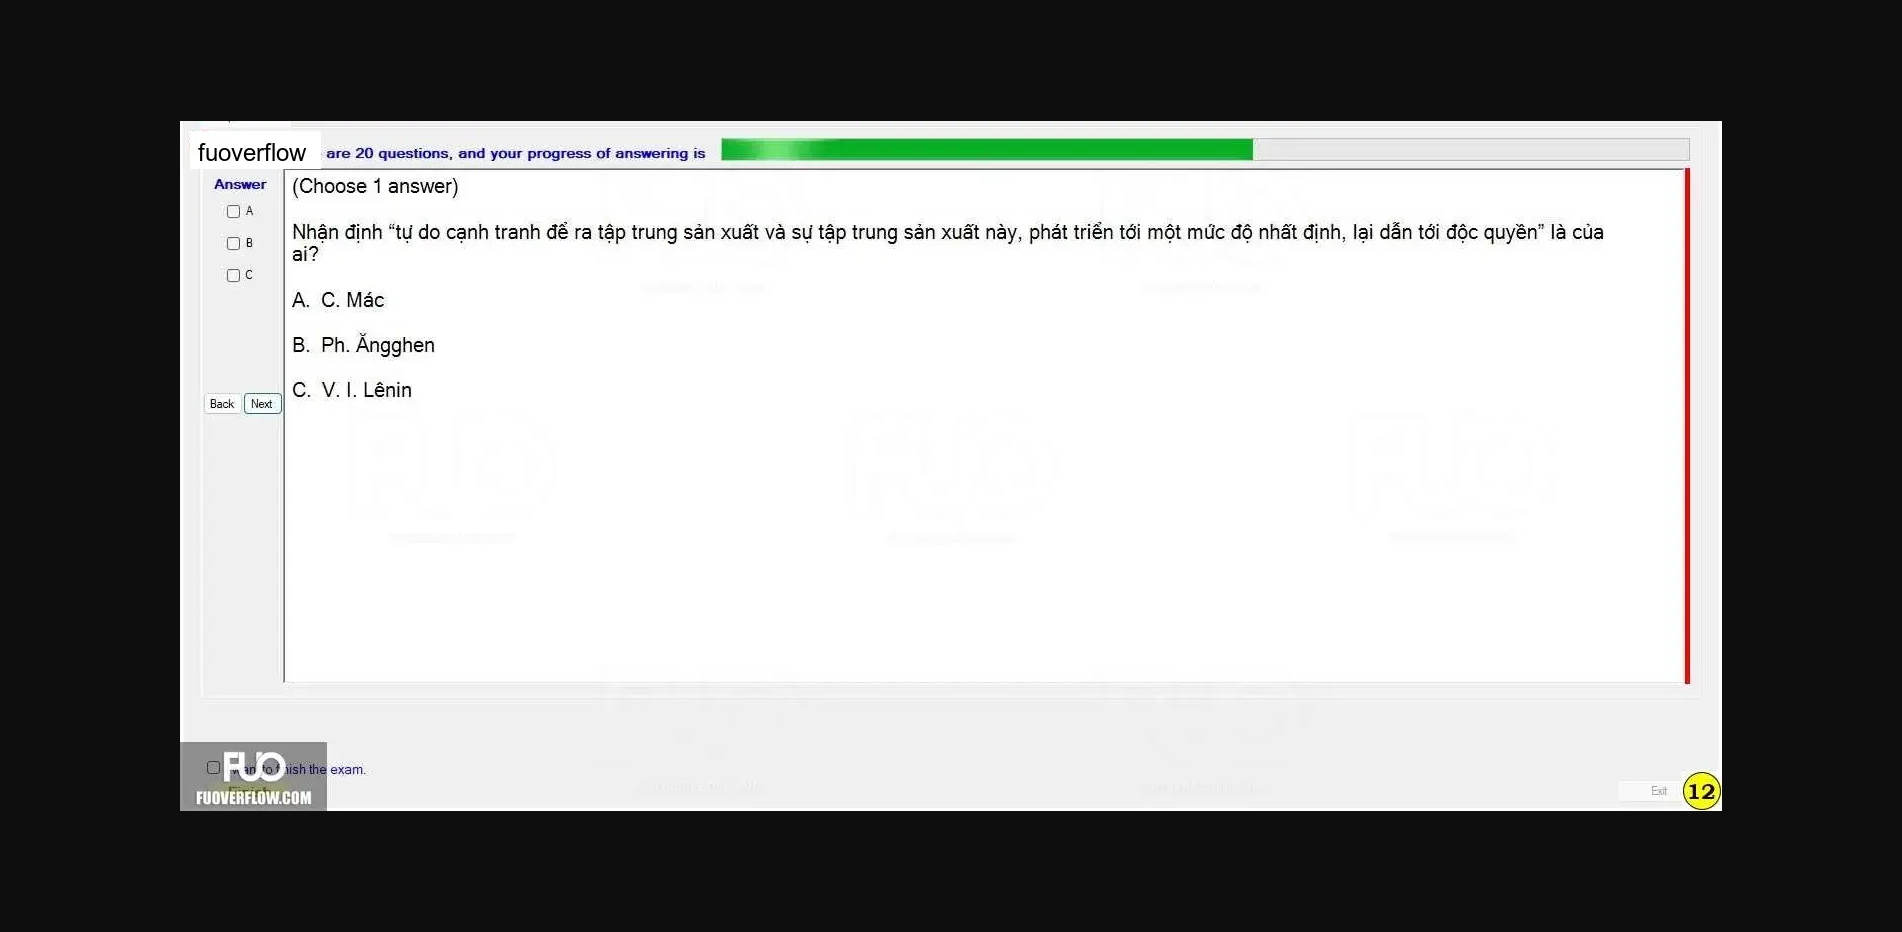 fuoverflow are 20 questions, and your progress of answering is
Answer
A
B
C
Back Next
(Choose 1 answer)
Nhận định “tự do cạnh tranh để ra tập trung sản xuất và sự tập trung sản xuất này, phát triển tới một mức độ nhất định, lại dẫn tới độc quyền” là của
ai?
A. C. Mác
B. Ph. Ăngghen
C. V. I. Lênin
FUO
to finish the exam.
Finish
FUOVERFLOW.COM
Exit
12